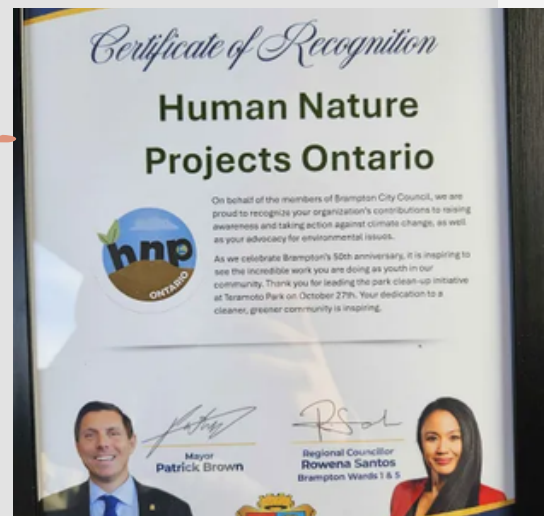 Certificate of Recognition
Human Nature
Projects Ontario
On behalf of the members of Brampton City Council, we are
proud to recognize your organization's contributions to raising
awareness and taking action against climate change, as well
as your advocacy for environmental issues.
As we celebrate Brampton's 50th anniversary, it is inspiring to
see the incredible work you are doing as youth in our
community. Thank you for leading the park clean-up initiative
at Teramoto Park on October 27th. Your dedication to a
cleaner, greener community is inspiring.
hnp
ONTARIO
Mayor
Patrick Brown
Regional Councillor
Rowena Santos
Brampton Wards 1 & 5